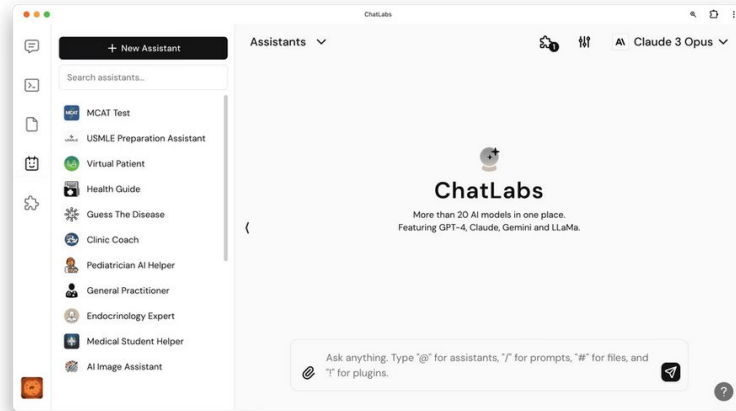 ChatLabs
+ New Assistant
Search assistants...
MCAT Test
USMLE Preparation Assistant
Virtual Patient
Health Guide
Guess The Disease
Clinic Coach
Pediatrician AI Helper
General Practitioner
Endocrinology Expert
Medical Student Helper
AI Image Assistant
Assistants
1
A\ Claude 3 Opus
ChatLabs
More than 20 AI models in one place.
Featuring GPT-4, Claude, Gemini and LLaMa.
Ask anything. Type "@" for assistants, "/" for prompts, "#" for files, and
"!" for plugins.
?